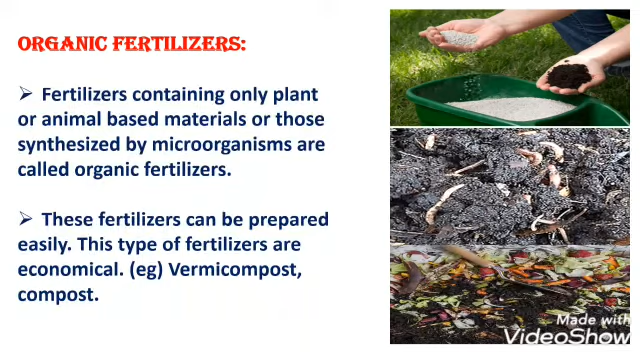 ORGANIC FERTILIZERS:
➢ Fertilizers containing only plant
or animal based materials or those
synthesized by microorganisms are
called organic fertilizers.
➢ These fertilizers can be prepared
easily. This type of fertilizers are
economical. (eg) Vermicompost,
compost.
Made with
VideoShow